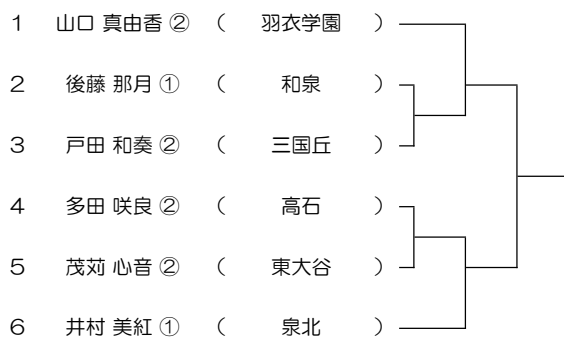 1 山口 真由香 ② ( 羽衣学園 )
2 後藤 那月 ① ( 和泉 )
3 戸田 和奏 ② ( 三国丘 )
4 多田 咲良 ② ( 高石 )
5 茂苅 心音 ② ( 東大谷 )
6 井村 美紅 ① ( 泉北 )